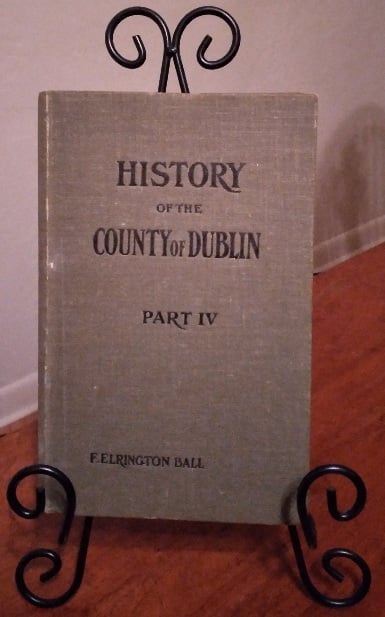 HISTORY
OF THE
COUNTY OF DUBLIN
PART IV
F. ELRINGTON BALL